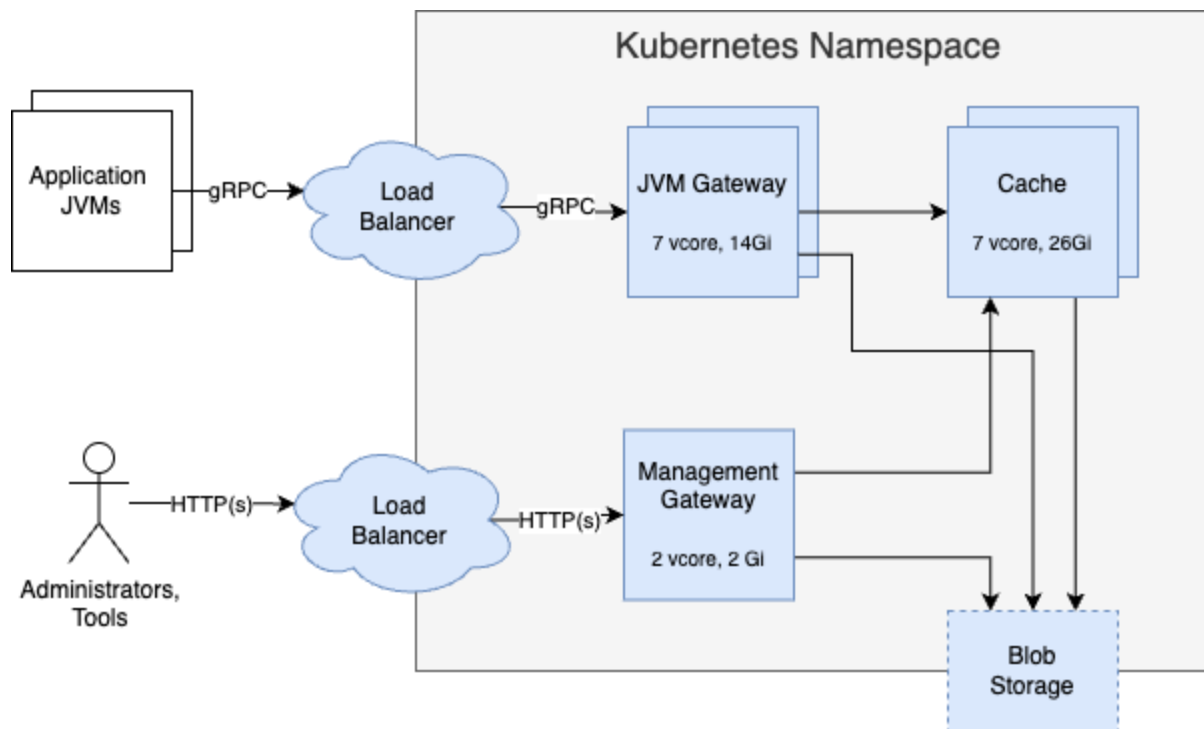 Kubernetes Namespace
Application
JVMs
gRPC
Load
Balancer
gRPC
JVM Gateway
7 vcore, 14Gi
Cache
7 vcore, 26Gi
Administrators,
Tools
HTTP(s)
Load
Balancer
HTTP(s)
Management
Gateway
2 vcore, 2 Gi
Blob
Storage